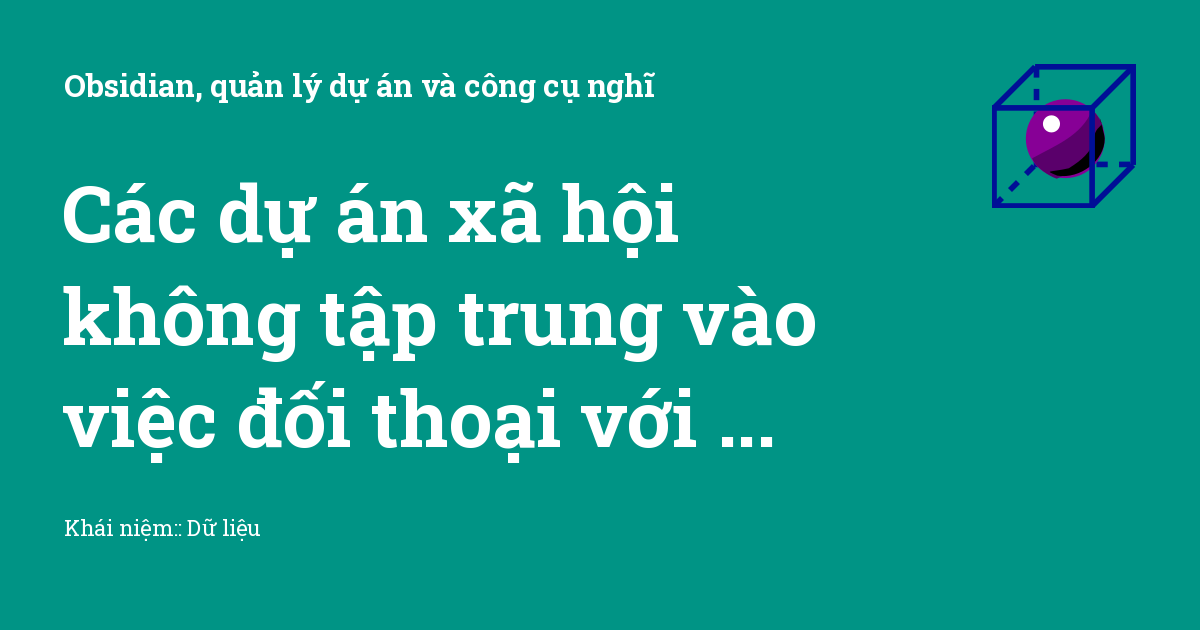 Obsidian, quản lý dự án và công cụ nghĩ
Các dự án xã hội
không tập trung vào
việc đối thoại với ...
Khái niệm:: Dữ liệu